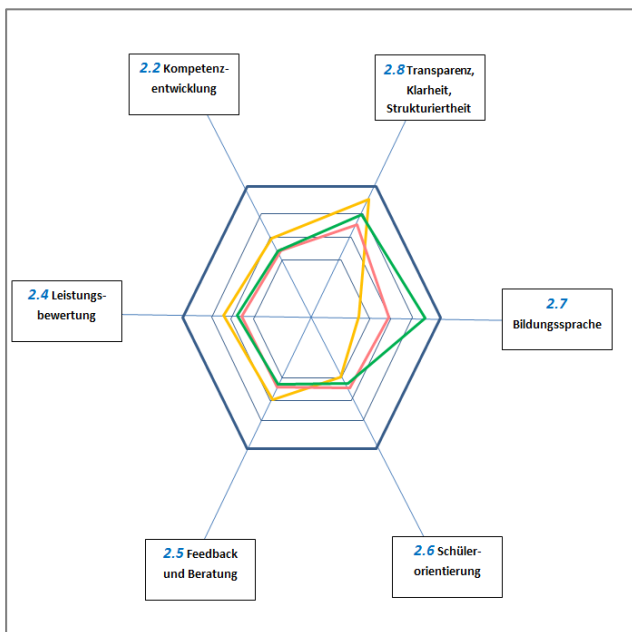 2.2 Kompetenz-
entwicklung
2.8 Transparenz,
Klarheit,
Strukturiertheit
2.4 Leistungs-
bewertung
2.7
Bildungssprache
2.5 Feedback
und Beratung
2.6 Schüler-
orientierung